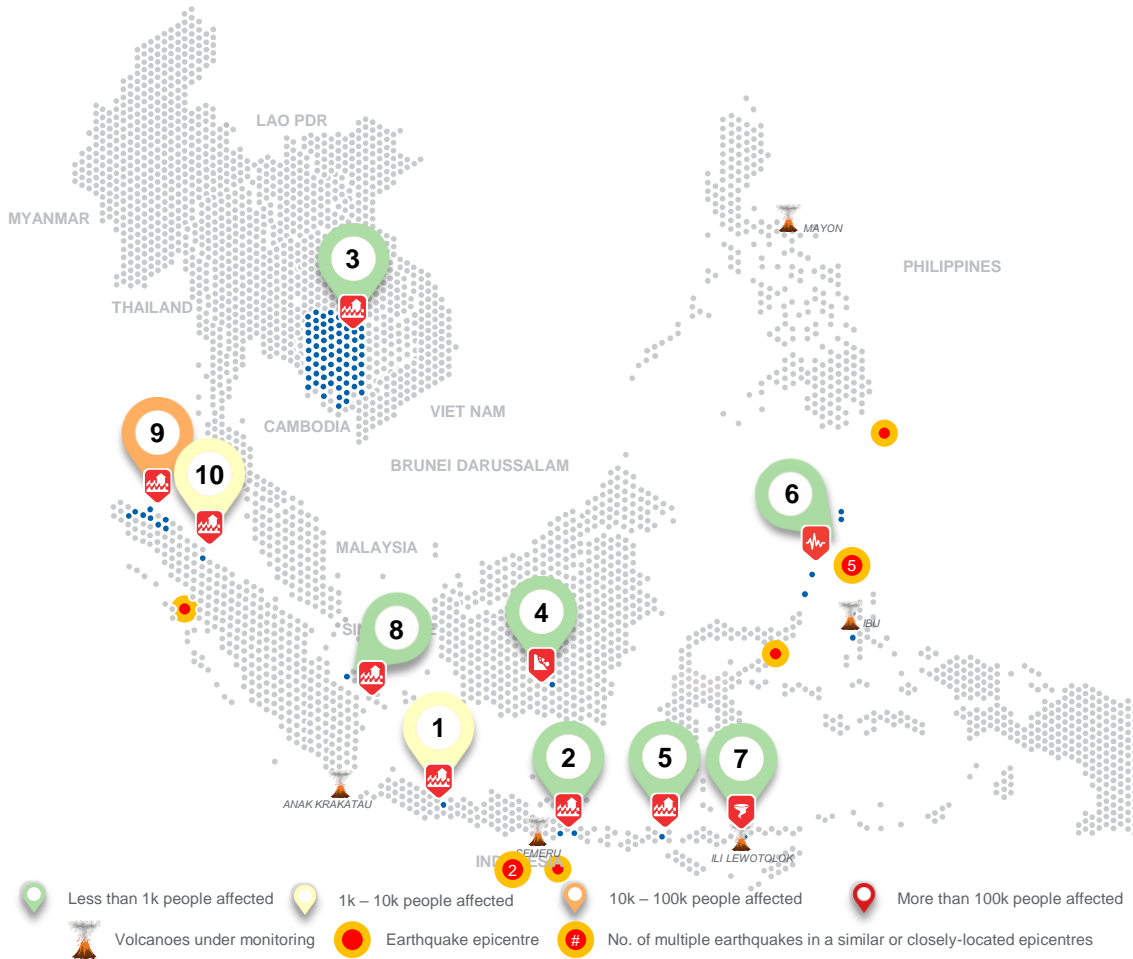 LAO PDR
MYANMAR
MAYON
3
PHILIPPINES
THAILAND
VIET NAM
CAMBODIA
9
BRUNEI DARUSSALAM
10
6
MALAYSIA
5
4
IBU
8
1
2
5
7
ANAK KRAKATAU
SEMERU
ILI LEWOTOLOK
2
Less than 1k people affected
1k – 10k people affected
10k – 100k people affected
More than 100k people affected
Volcanoes under monitoring
Earthquake epicentre
# No. of multiple earthquakes in a similar or closely-located epicentres